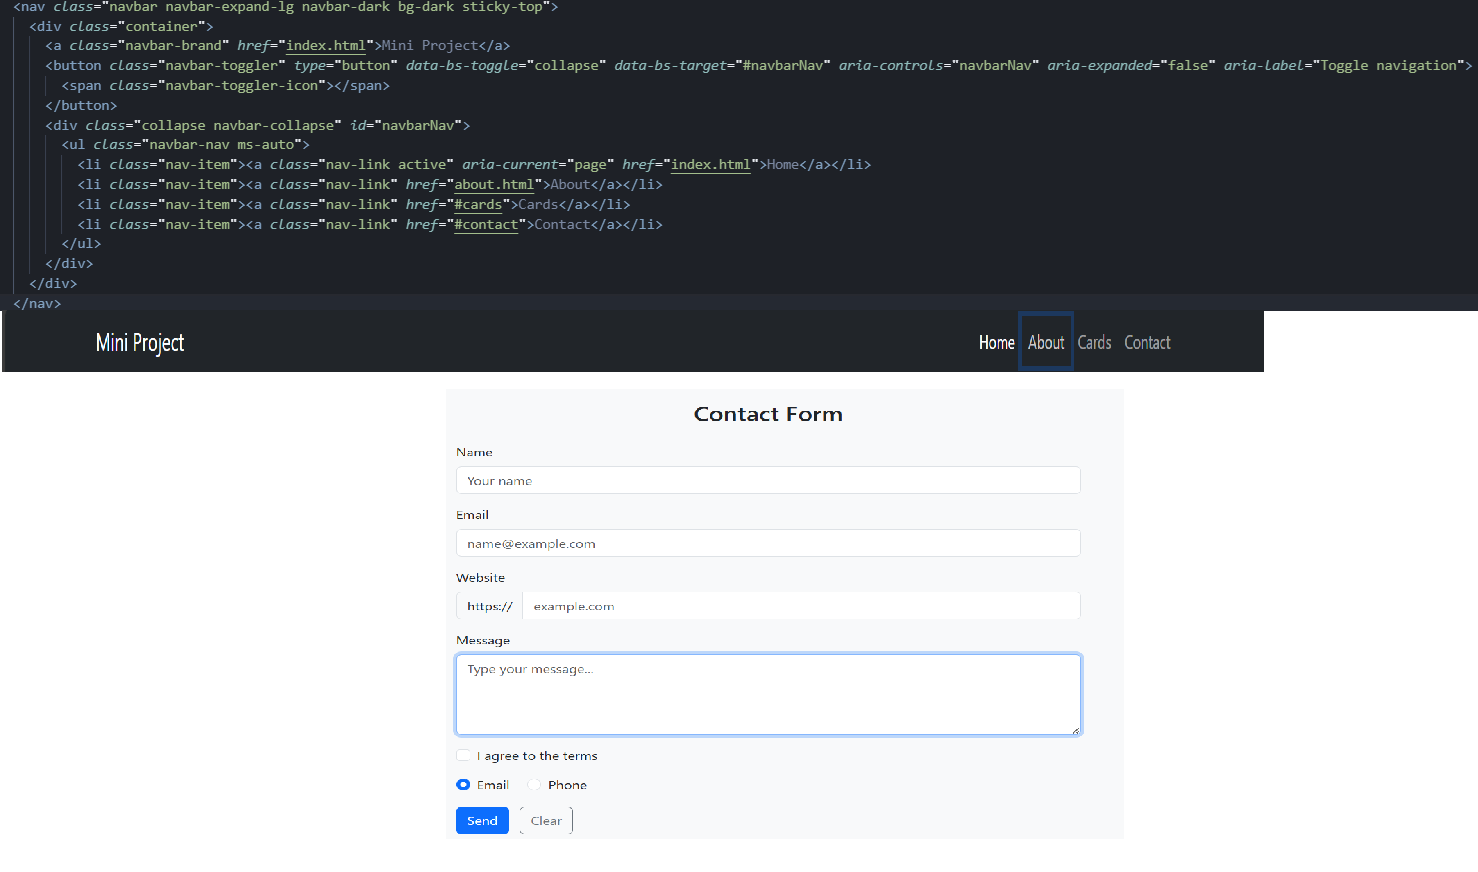 <nav class="navbar navbar-expand-lg navbar-dark bg-dark sticky-top">
<div class="container">
<a class="navbar-brand" href="index.html">Mini Project</a>
<button class="navbar-toggler" type="button" data-bs-toggle="collapse" data-bs-target="#navbarNav" aria-controls="navbarNav" aria-expanded="false" aria-label="Toggle navigation">
<span class="navbar-toggler-icon"></span>
</button>
<div class="collapse navbar-collapse" id="navbarNav">
<ul class="navbar-nav ms-auto">
<li class="nav-item"><a class="nav-link active" aria-current="page" href="index.html">Home</a></li>
<li class="nav-item"><a class="nav-link" href="about.html">About</a></li>
<li class="nav-item"><a class="nav-link" href="#cards">Cards</a></li>
<li class="nav-item"><a class="nav-link" href="#contact">Contact</a></li>
</ul>
</div>
</div>
</nav>
Mini Project Home About Cards Contact
Contact Form
Name
Your name
Email
name@example.com
Website
https:// example.com
Message
Type your message...
I agree to the terms
Email Phone
Send Clear